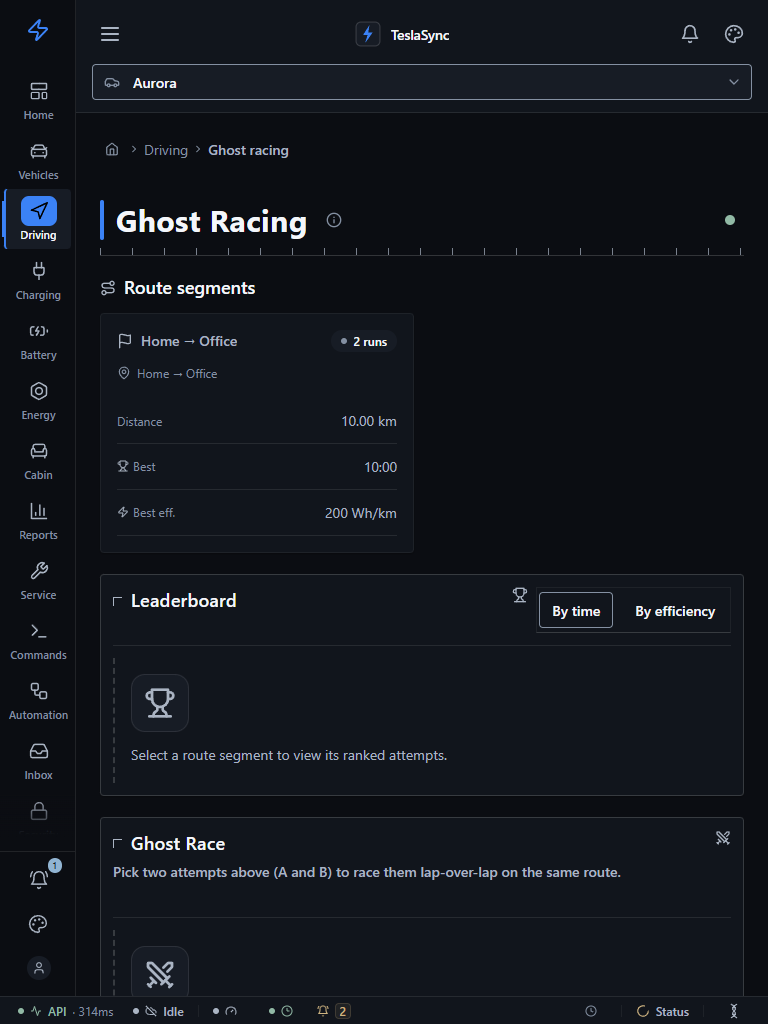 TeslaSync
Aurora
Home
Vehicles
Driving
Charging
Battery
Energy
Cabin
Reports
Service
Commands
Automation
Inbox
1
Driving
Ghost racing
Ghost Racing
Route segments
Home → Office
2 runs
Home → Office
Distance
10.00 km
Best
10:00
Best eff.
200 Wh/km
Leaderboard
By time
By efficiency
Select a route segment to view its ranked attempts.
Ghost Race
Pick two attempts above (A and B) to race them lap-over-lap on the same route.
API · 314ms
Idle
2
Status